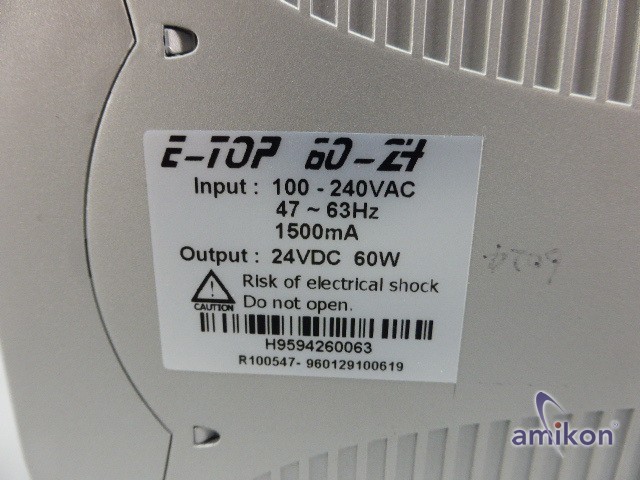 E-TOP 60-24
Input : 100 - 240VAC
47 ~ 63Hz
1500mA
Output : 24VDC 60W
Risk of electrical shock
CAUTION Do not open.
H9594260063
R100547- 960129100619
amikon®